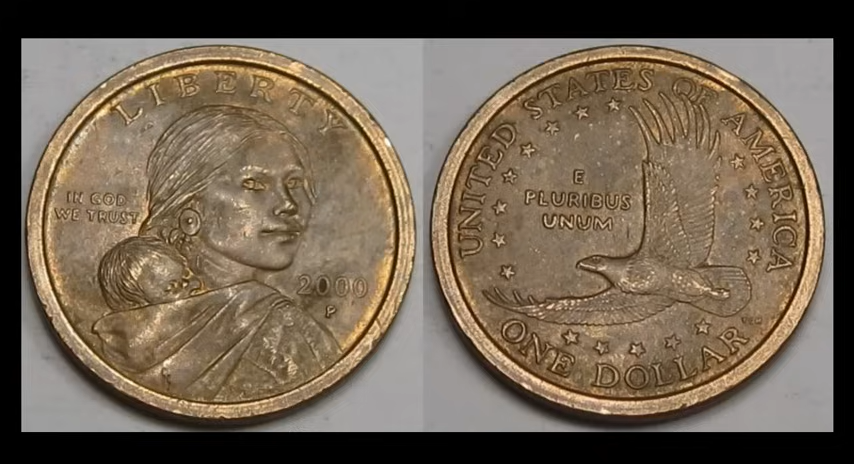 LIBERTY
IN GOD
WE TRUST
2000
P
UNITED STATES OF AMERICA
E
PLURIBUS
UNUM
ONE DOLLAR